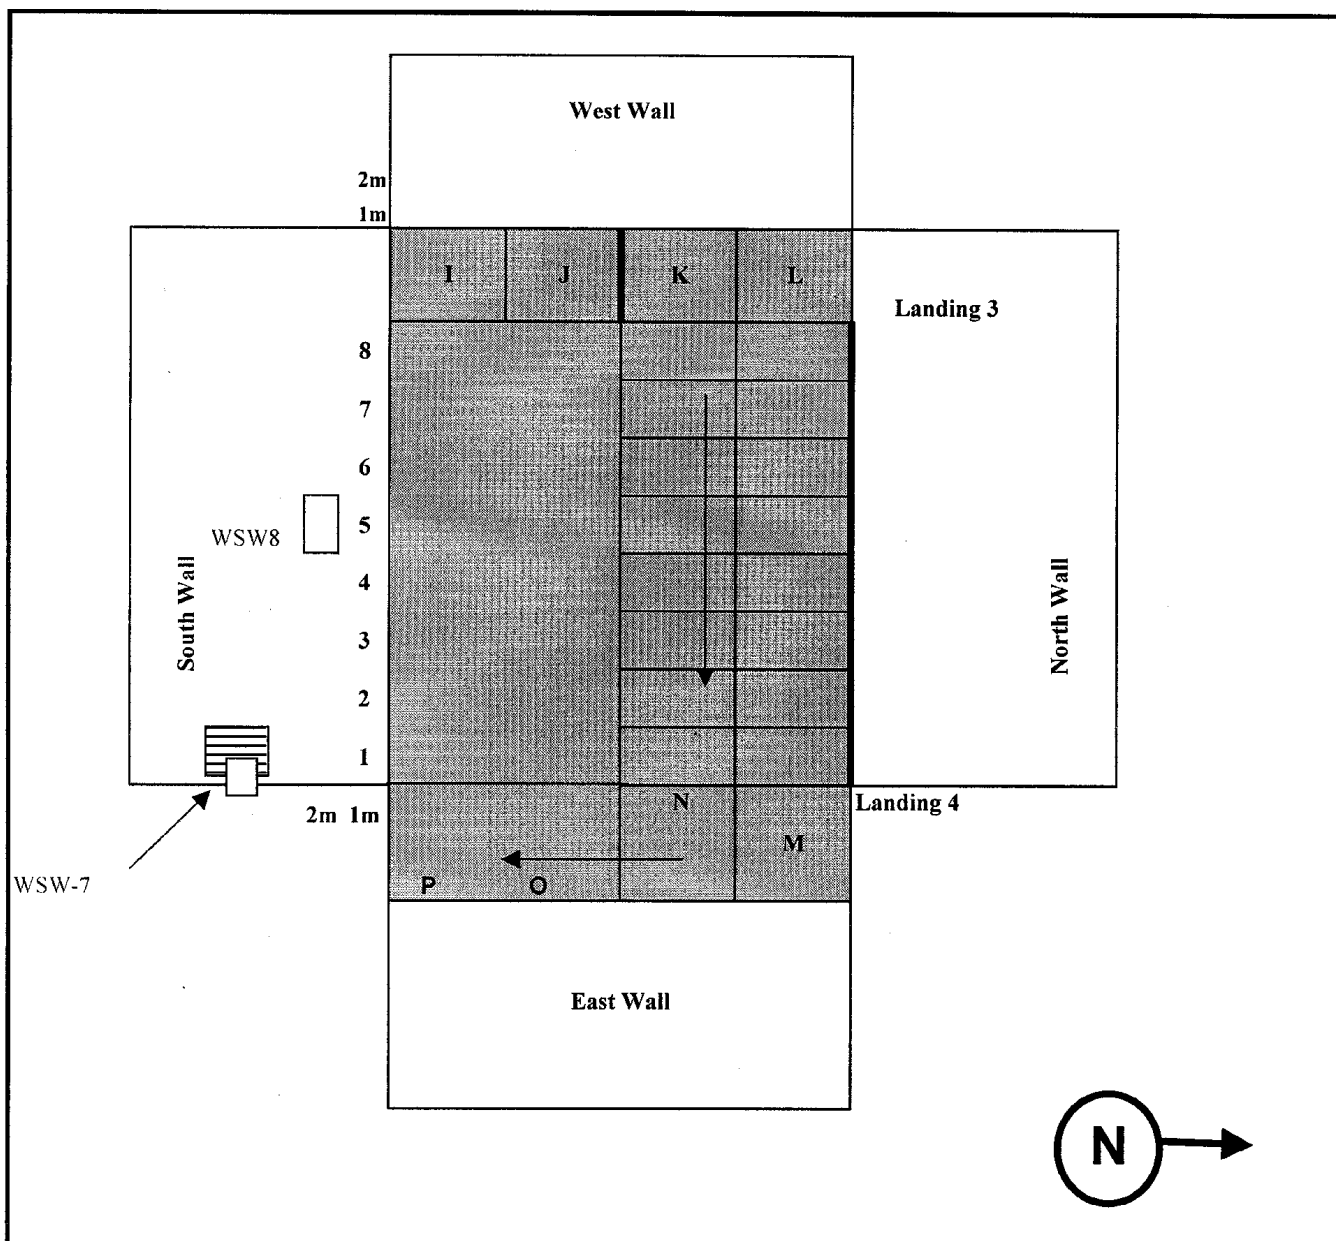 West Wall
2m
1m
I J K L
Landing 3
8
7
6
WSW8
5
4
South Wall
North Wall
3
2
1
2m 1m
N
Landing 4
M
WSW-7
P O
East Wall
N